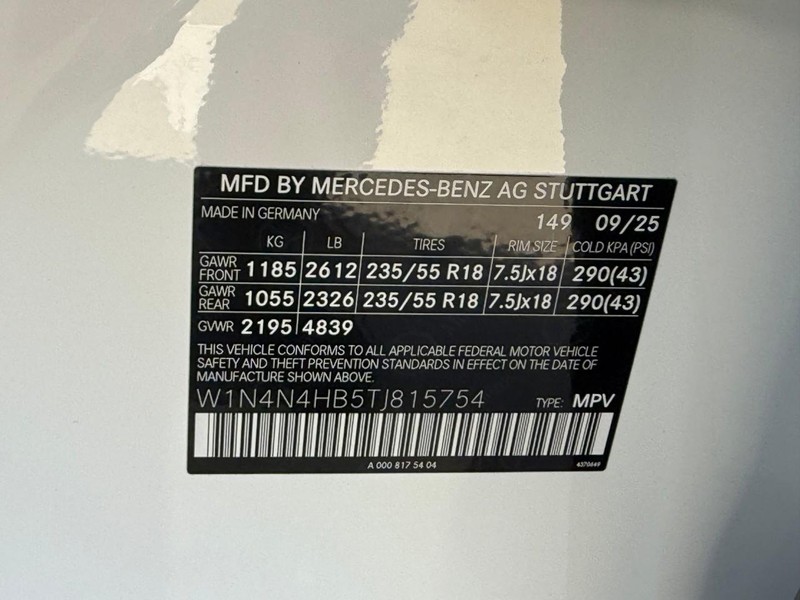 MFD BY MERCEDES-BENZ AG STUTTGART
MADE IN GERMANY 149 09/25
KG LB TIRES RIM SIZE COLD KPA (PSI)
GAWR FRONT 1185 2612 235/55 R18 7.5Jx18 290(43)
GAWR REAR 1055 2326 235/55 R18 7.5Jx18 290(43)
GVWR 2195 4839
THIS VEHICLE CONFORMS TO ALL APPLICABLE FEDERAL MOTOR VEHICLE
SAFETY AND THEFT PREVENTION STANDARDS IN EFFECT ON THE DATE OF
MANUFACTURE SHOWN ABOVE.
W1N4N4HB5TJ815754 TYPE: MPV
A 000 817 54 04 4370849